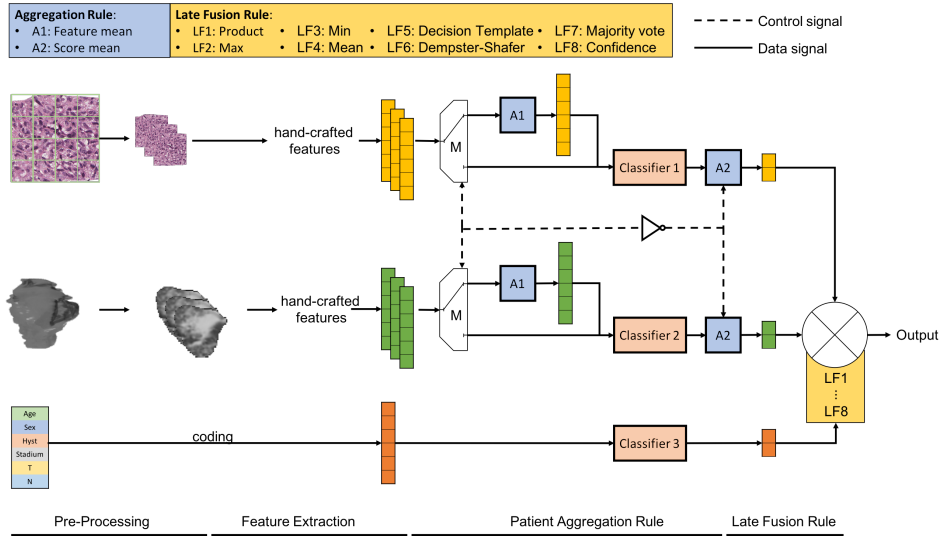 Aggregation Rule:
• A1: Feature mean
• A2: Score mean
Late Fusion Rule:
• LF1: Product • LF3: Min • LF5: Decision Template • LF7: Majority vote
• LF2: Max • LF4: Mean • LF6: Dempster-Shafer • LF8: Confidence
Control signal
Data signal
hand-crafted
features
M
A1
Classifier 1
A2
hand-crafted
features
M
A1
Classifier 2
A2
Output
LF1
⋮
LF8
Age
Sex
Hyst
Stadium
T
N
coding
Classifier 3
Pre-Processing
Feature Extraction
Patient Aggregation Rule
Late Fusion Rule